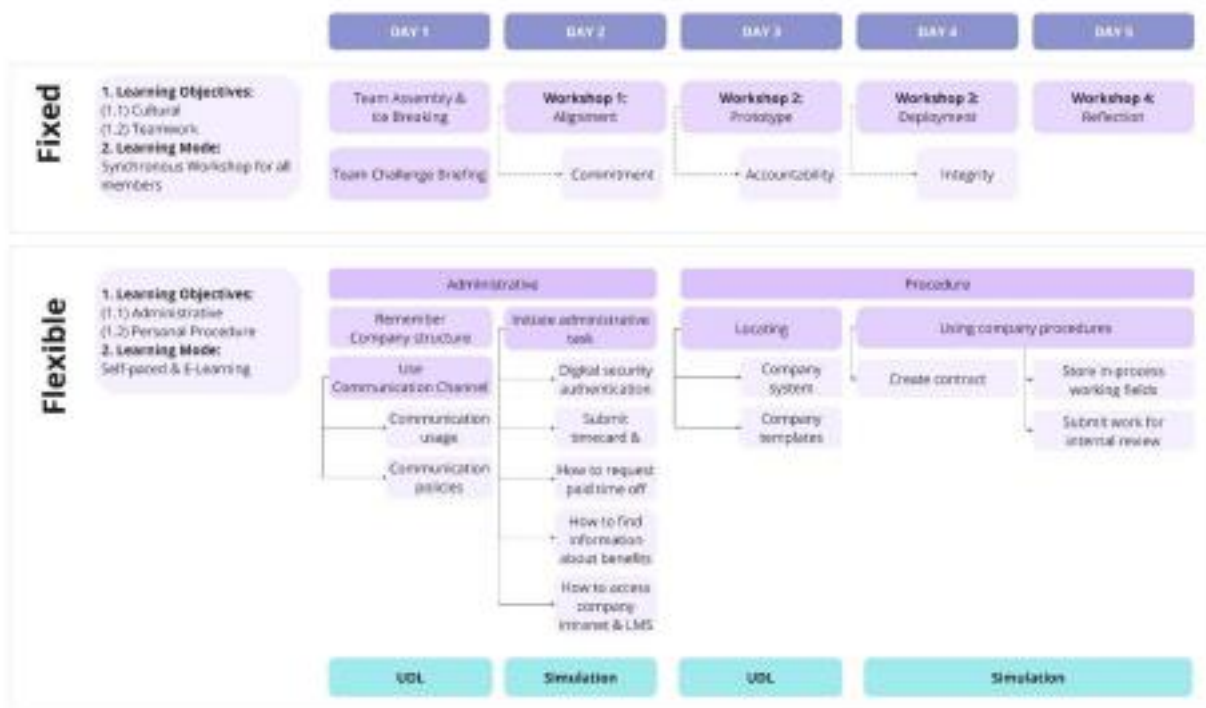 DAY 1
DAY 2
DAY 3
DAY 4
DAY 5
Fixed
1. Learning Objectives:
(1.1) Cultural
(1.2) Teamwork
2. Learning Mode:
Synchronous Workshop for all
members
Team Assembly &
Ice Breaking
Workshop 1:
Alignment
Workshop 2:
Prototype
Workshop 2:
Deployment
Workshop 4:
Reflection
Team Challenge Briefing
Commitment
Accountability
Integrity
Flexible
1. Learning Objectives:
(1.1) Administrative
(1.2) Personal Procedure
2. Learning Mode:
Self-paced & E-Learning
Administrative
Procedure
Remember
Company structure
Initiate administrative
task
Locating
Using company procedures
Use
Communication Channel
Communication
usage
Communication
policies
Digital security
authentication
Submit
timecard &
How to request
paid time off
How to find
information
about benefits
How to access
company
intranet & LMS
Company
system
Company
templates
Create contract
Store in-process
working fields
Submit work for
internal review
UDL
Simulation
UDL
Simulation